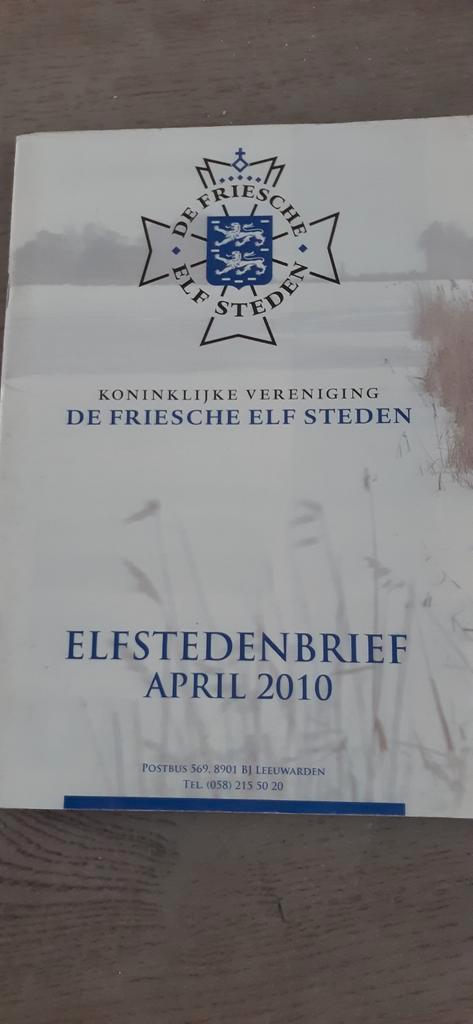 DE FRIESCHE
ELF STEDEN
KONINKLIJKE VERENIGING
DE FRIESCHE ELF STEDEN
ELFSTEDENBRIEF
APRIL 2010
POSTBUS 569, 8901 BJ LEEUWARDEN
TEL. (058) 215 50 20